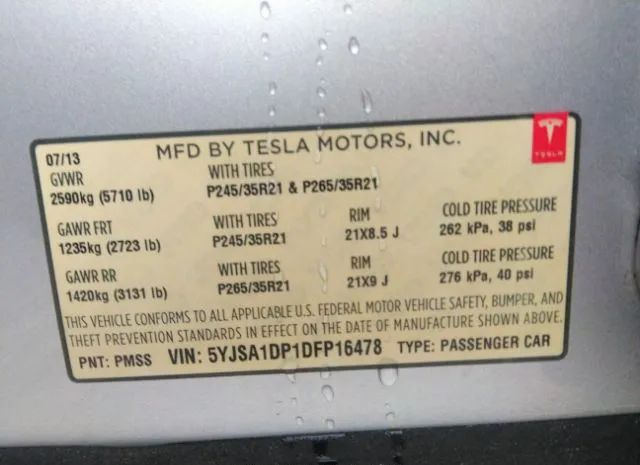 MFD BY TESLA MOTORS, INC.
TESLA
07/13
GVWR WITH TIRES
2590kg (5710 lb) P245/35R21 & P265/35R21
GAWR FRT WITH TIRES RIM COLD TIRE PRESSURE
1235kg (2723 lb) P245/35R21 21X8.5 J 262 kPa, 38 psi
GAWR RR WITH TIRES RIM COLD TIRE PRESSURE
1420kg (3131 lb) P265/35R21 21X9 J 276 kPa, 40 psi
THIS VEHICLE CONFORMS TO ALL APPLICABLE U.S. FEDERAL MOTOR VEHICLE SAFETY, BUMPER, AND
THEFT PREVENTION STANDARDS IN EFFECT ON THE DATE OF MANUFACTURE SHOWN ABOVE.
PNT: PMSS VIN: 5YJSA1DP1DFP16478 TYPE: PASSENGER CAR